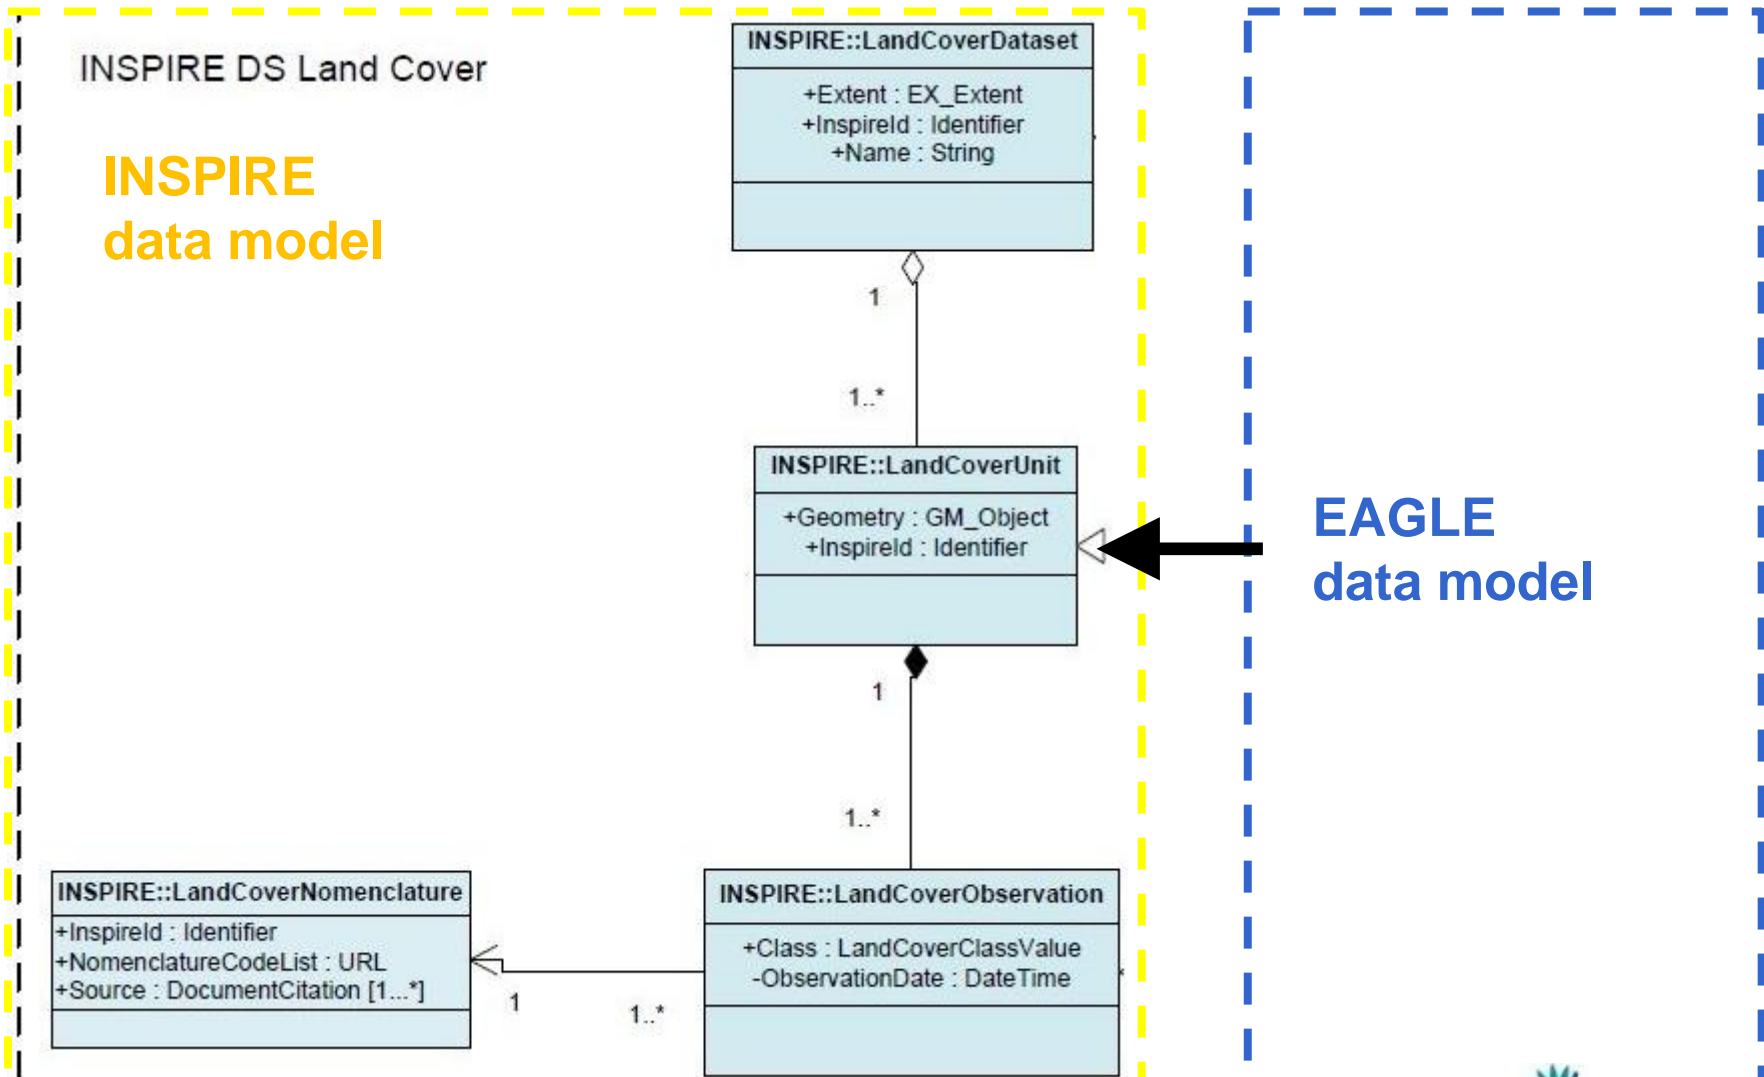 INSPIRE DS Land Cover
INSPIRE
data model
INSPIRE::LandCoverDataset
+Extent : EX_Extent
+InspireId : Identifier
+Name : String
1
1..*
INSPIRE::LandCoverUnit
+Geometry : GM_Object
+InspireId : Identifier
EAGLE
data model
1
1..*
INSPIRE::LandCoverNomenclature
+InspireId : Identifier
+NomenclatureCodeList : URL
+Source : DocumentCitation [1...*]
1
1..*
INSPIRE::LandCoverObservation
+Class : LandCoverClassValue
-ObservationDate : DateTime